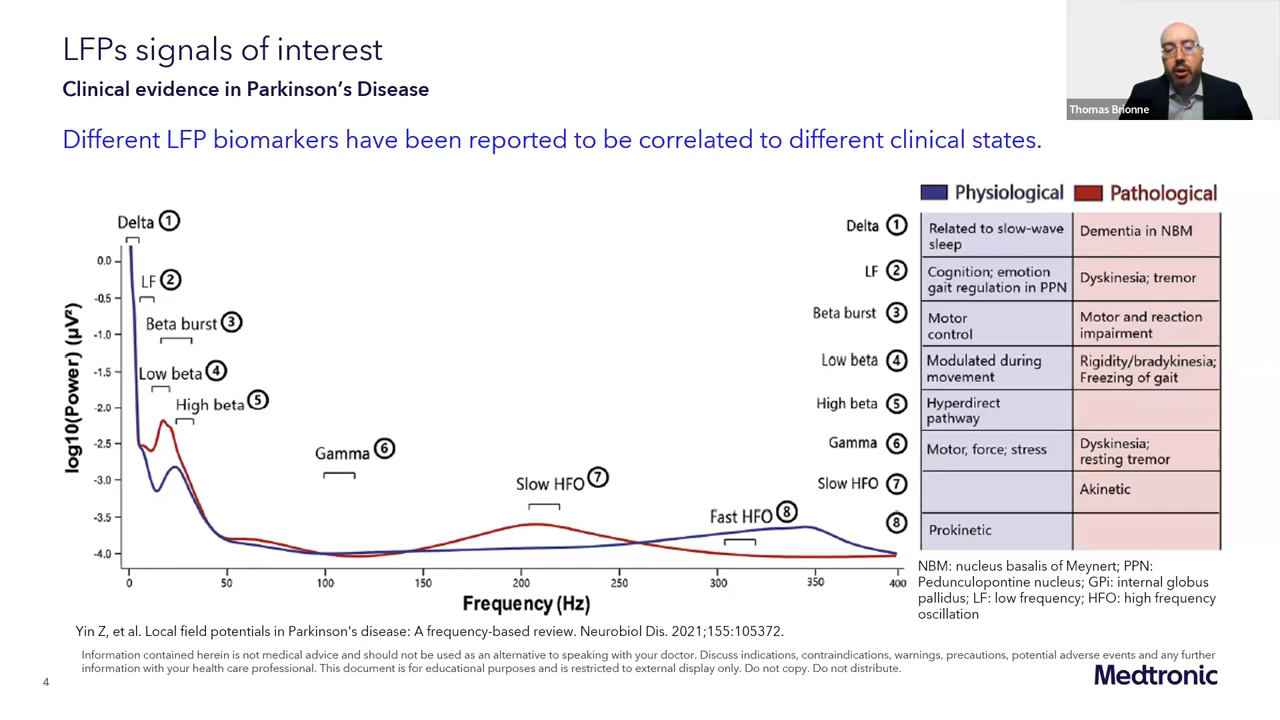 LFPs signals of interest
Clinical evidence in Parkinson's Disease
Different LFP biomarkers have been reported to be correlated to different clinical states.
Thomas Brionne
Delta 1
LF 2
Beta burst 3
Low beta 4
High beta 5
Gamma 6
Slow HFO 7
Fast HFO 8
log10(Power) (μV²)
0.0
-0.5
-1.0
-1.5
-2.0
-2.5
-3.0
-3.5
-4.0
0 50 100 150 200 250 300 350 400
Frequency (Hz)
Physiological Pathological
Delta 1
Related to slow-wave
sleep
Dementia in NBM
LF 2
Cognition; emotion
gait regulation in PPN
Dyskinesia; tremor
Beta burst 3
Motor
control
Motor and reaction
impairment
Low beta 4
Modulated during
movement
Rigidity/bradykinesia;
Freezing of gait
High beta 5
Hyperdirect
pathway
Gamma 6
Motor, force; stress
Dyskinesia;
resting tremor
Slow HFO 7
Akinetic
8
Prokinetic
NBM: nucleus basalis of Meynert; PPN:
Pedunculopontine nucleus; GPi: internal globus
pallidus; LF: low frequency; HFO: high frequency
oscillation
Yin Z, et al. Local field potentials in Parkinson's disease: A frequency-based review. Neurobiol Dis. 2021;155:105372.
Information contained herein is not medical advice and should not be used as an alternative to speaking with your doctor. Discuss indications, contraindications, warnings, precautions, potential adverse events and any further
information with your health care professional. This document is for educational purposes and is restricted to external display only. Do not copy. Do not distribute.
4
Medtronic